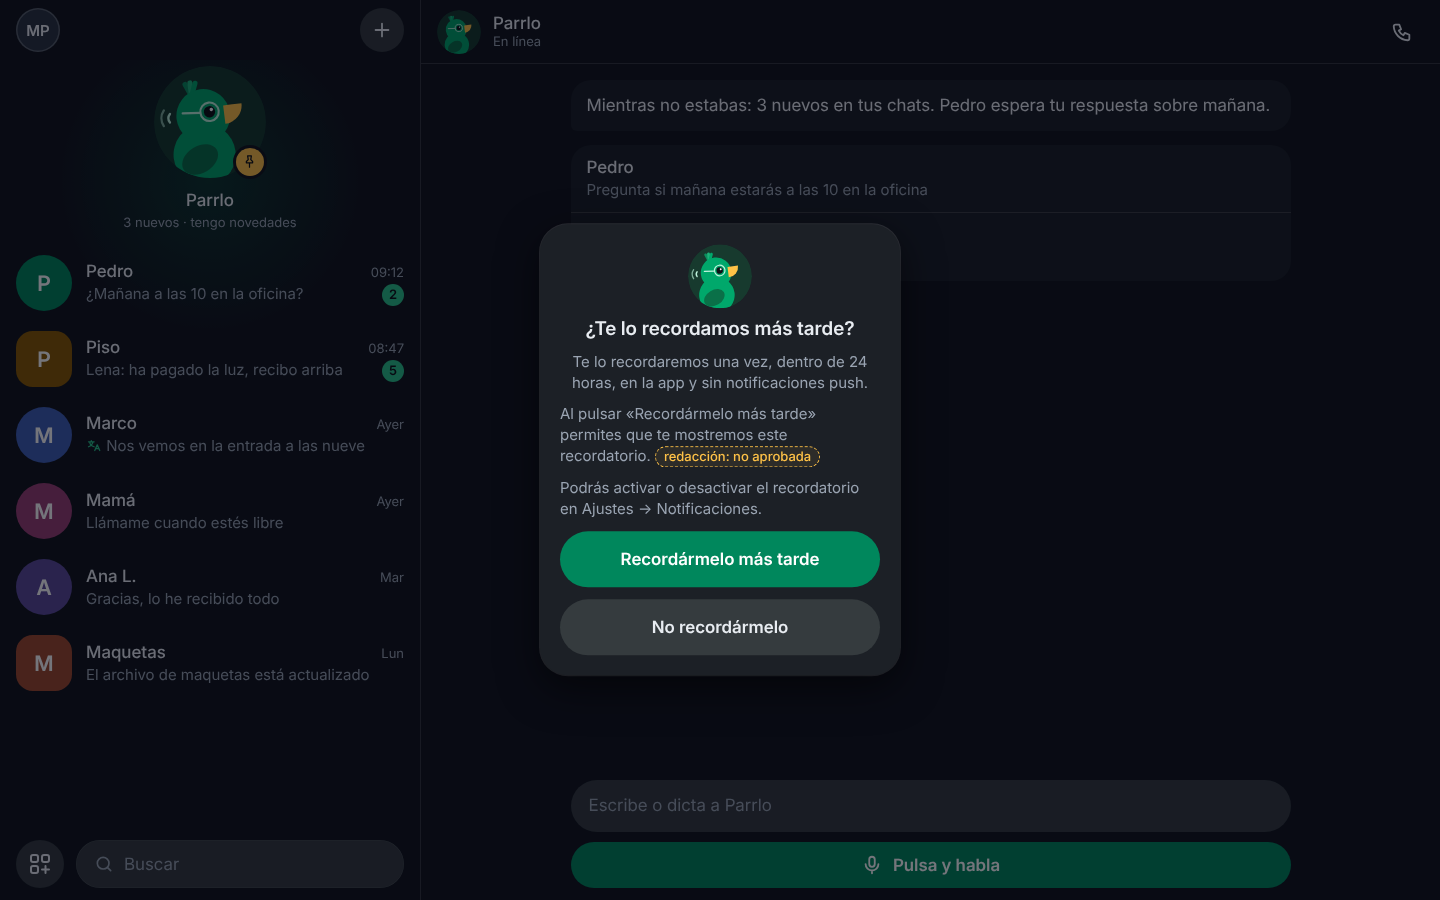 MP
Parrlo
3 nuevos · tengo novedades
P
Pedro
09:12
¿Mañana a las 10 en la oficina?
2
P
Piso
08:47
Lena: ha pagado la luz, recibo arriba
5
M
Marco
Ayer
Nos vemos en la entrada a las nueve
M
Mamá
Ayer
Llámame cuando estés libre
A
Ana L.
Mar
Gracias, lo he recibido todo
M
Maquetas
Lun
El archivo de maquetas está actualizado
Buscar
Parrlo
En línea
Mientras no estabas: 3 nuevos en tus chats. Pedro espera tu respuesta sobre mañana.
Pedro
Pregunta si mañana estarás a las 10 en la oficina
¿Te lo recordamos más tarde?
Te lo recordaremos una vez, dentro de 24
horas, en la app y sin notificaciones push.
Al pulsar «Recordármelo más tarde»
permites que te mostremos este
recordatorio. redacción: no aprobada
Podrás activar o desactivar el recordatorio
en Ajustes → Notificaciones.
Recordármelo más tarde
No recordármelo
Escribe o dicta a Parrlo
Pulsa y habla